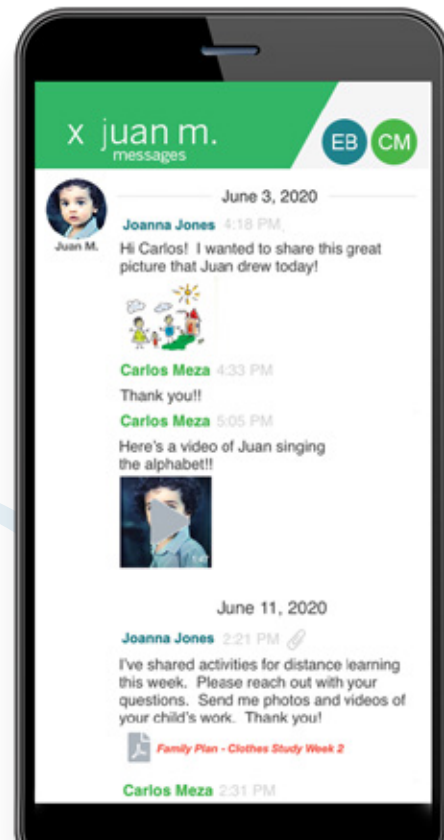 x juan m.
messages
EB CM
Juan M.
June 3, 2020
Joanna Jones 4:18 PM
Hi Carlos! I wanted to share this great
picture that Juan drew today!
Carlos Meza 4:33 PM
Thank you!!
Carlos Meza 5:05 PM
Here's a video of Juan singing
the alphabet!!
June 11, 2020
Joanna Jones 2:21 PM
I've shared activities for distance learning
this week. Please reach out with your
questions. Send me photos and videos of
your child's work. Thank you!
Family Plan - Clothes Study Week 2
Carlos Meza 2:31 PM